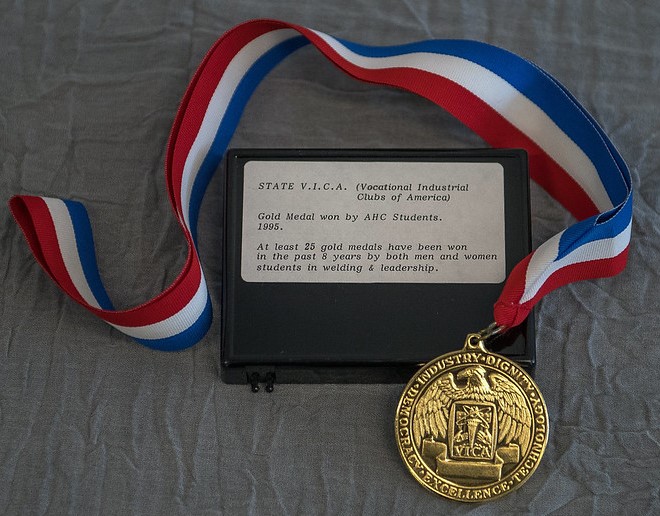 STATE V.I.C.A. (Vocational Industrial
Clubs of America)
Gold Medal won by AHC Students.
1995.
At least 25 gold medals have been won
in the past 8 years by both men and women
students in welding & leadership.
DEMOCRACY · INDUSTRY · DIGNITY · TECHNOLOGY · EXCELLENCE ·
VICA